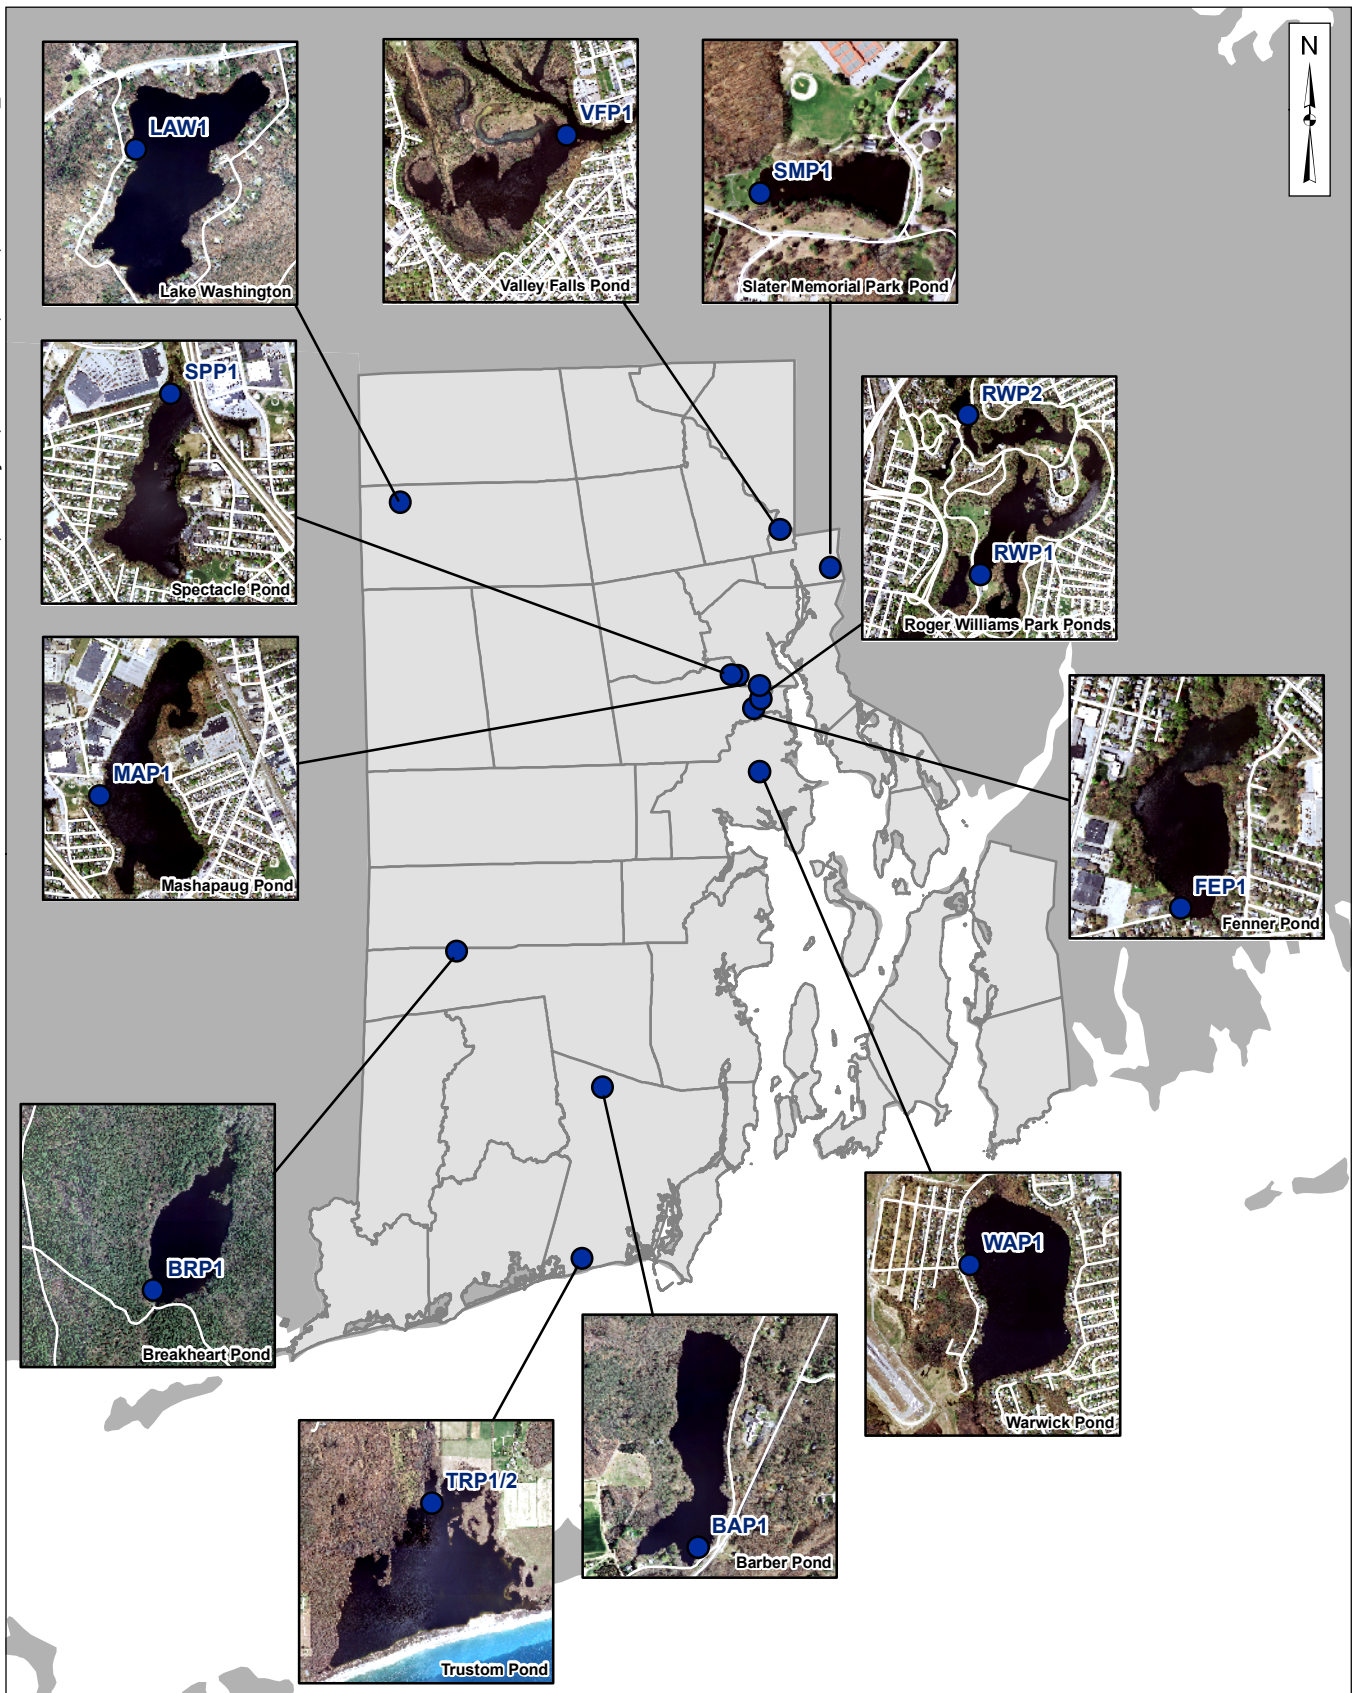 N
LAW1
Lake Washington
VFP1
Valley Falls Pond
SMP1
Slater Memorial Park Pond
SPP1
Spectacle Pond
RWP2
RWP1
Roger Williams Park Ponds
MAP1
Mashapaug Pond
FEP1
Fenner Pond
BRP1
Breakheart Pond
WAP1
Warwick Pond
TRP1/2
Trustom Pond
BAP1
Barber Pond